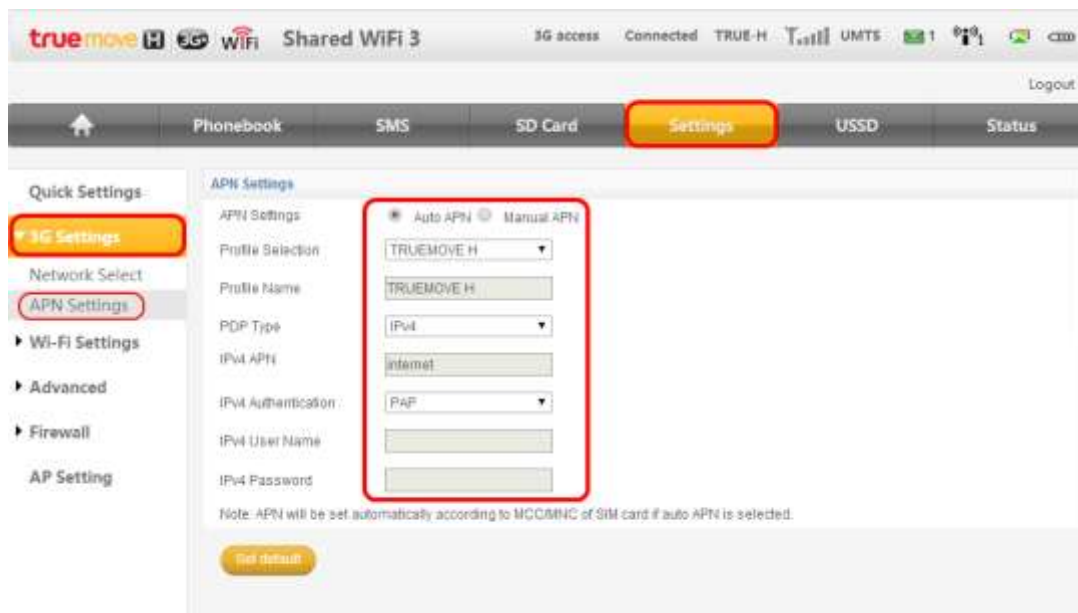 truemove H 3G+ WiFi Shared WiFi 3 3G access Connected TRUE-H UMTS 1 1
Logout
Phonebook SMS SD Card Settings USSD Status
Quick Settings
3G Settings
Network Select
APN Settings
Wi-Fi Settings
Advanced
Firewall
AP Setting
APN Settings
APN Settings Auto APN Manual APN
Profile Selection TRUEMOVE H
Profile Name TRUEMOVE H
PDP Type IPv4
IPv4 APN internet
IPv4 Authentication PAP
IPv4 User Name
IPv4 Password
Note: APN will be set automatically according to MCC/MNC of SIM card if auto APN is selected.
Set default